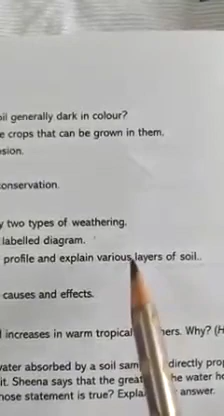 oil generally dark in colour?
e crops that can be grown in them.
osion.
onservation.
y two types of weathering.
labelled diagram.
profile and explain various layers of soil..
causes and effects.
increases in warm tropical hers. Why? (H
water absorbed by a soil sam directly prop
it. Sheena says that the great he water ho
hose statement is true? Expla answer.